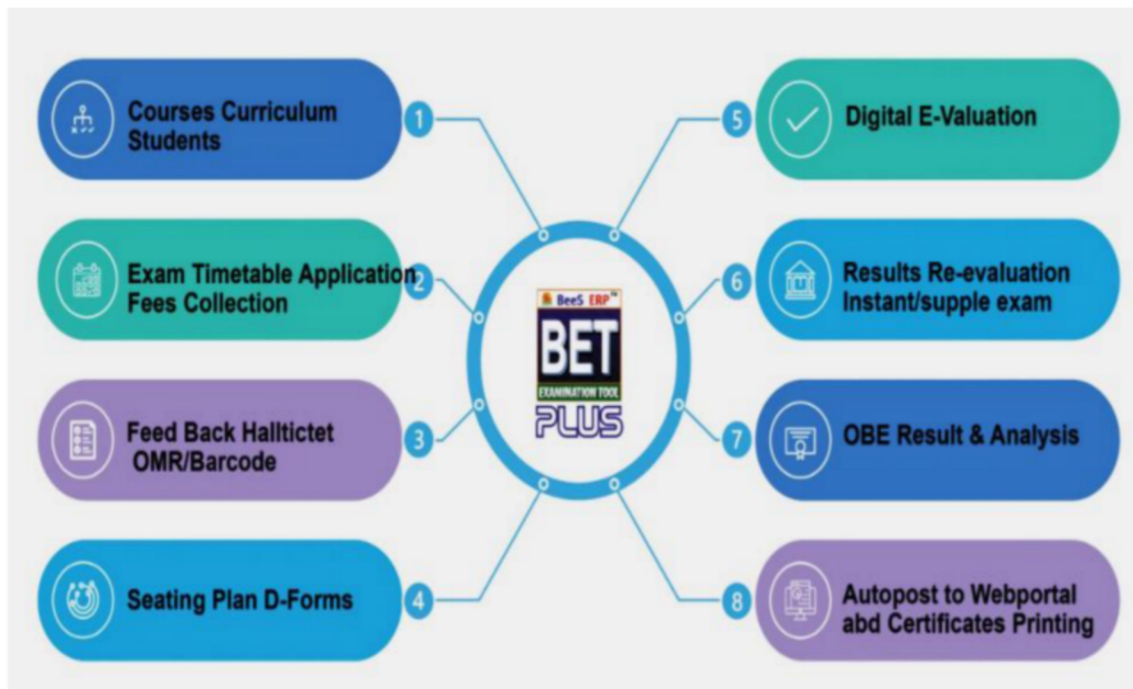 Courses Curriculum
Students
1
Exam Timetable Application
Fees Collection
2
Feed Back Halltictet
OMR/Barcode
3
Seating Plan D-Forms
4
BeeS ERP™
BET
EXAMINATION TOOL
PLUS
5
Digital E-Valuation
6
Results Re-evaluation
Instant/supple exam
7
OBE Result & Analysis
8
Autopost to Webportal
abd Certificates Printing